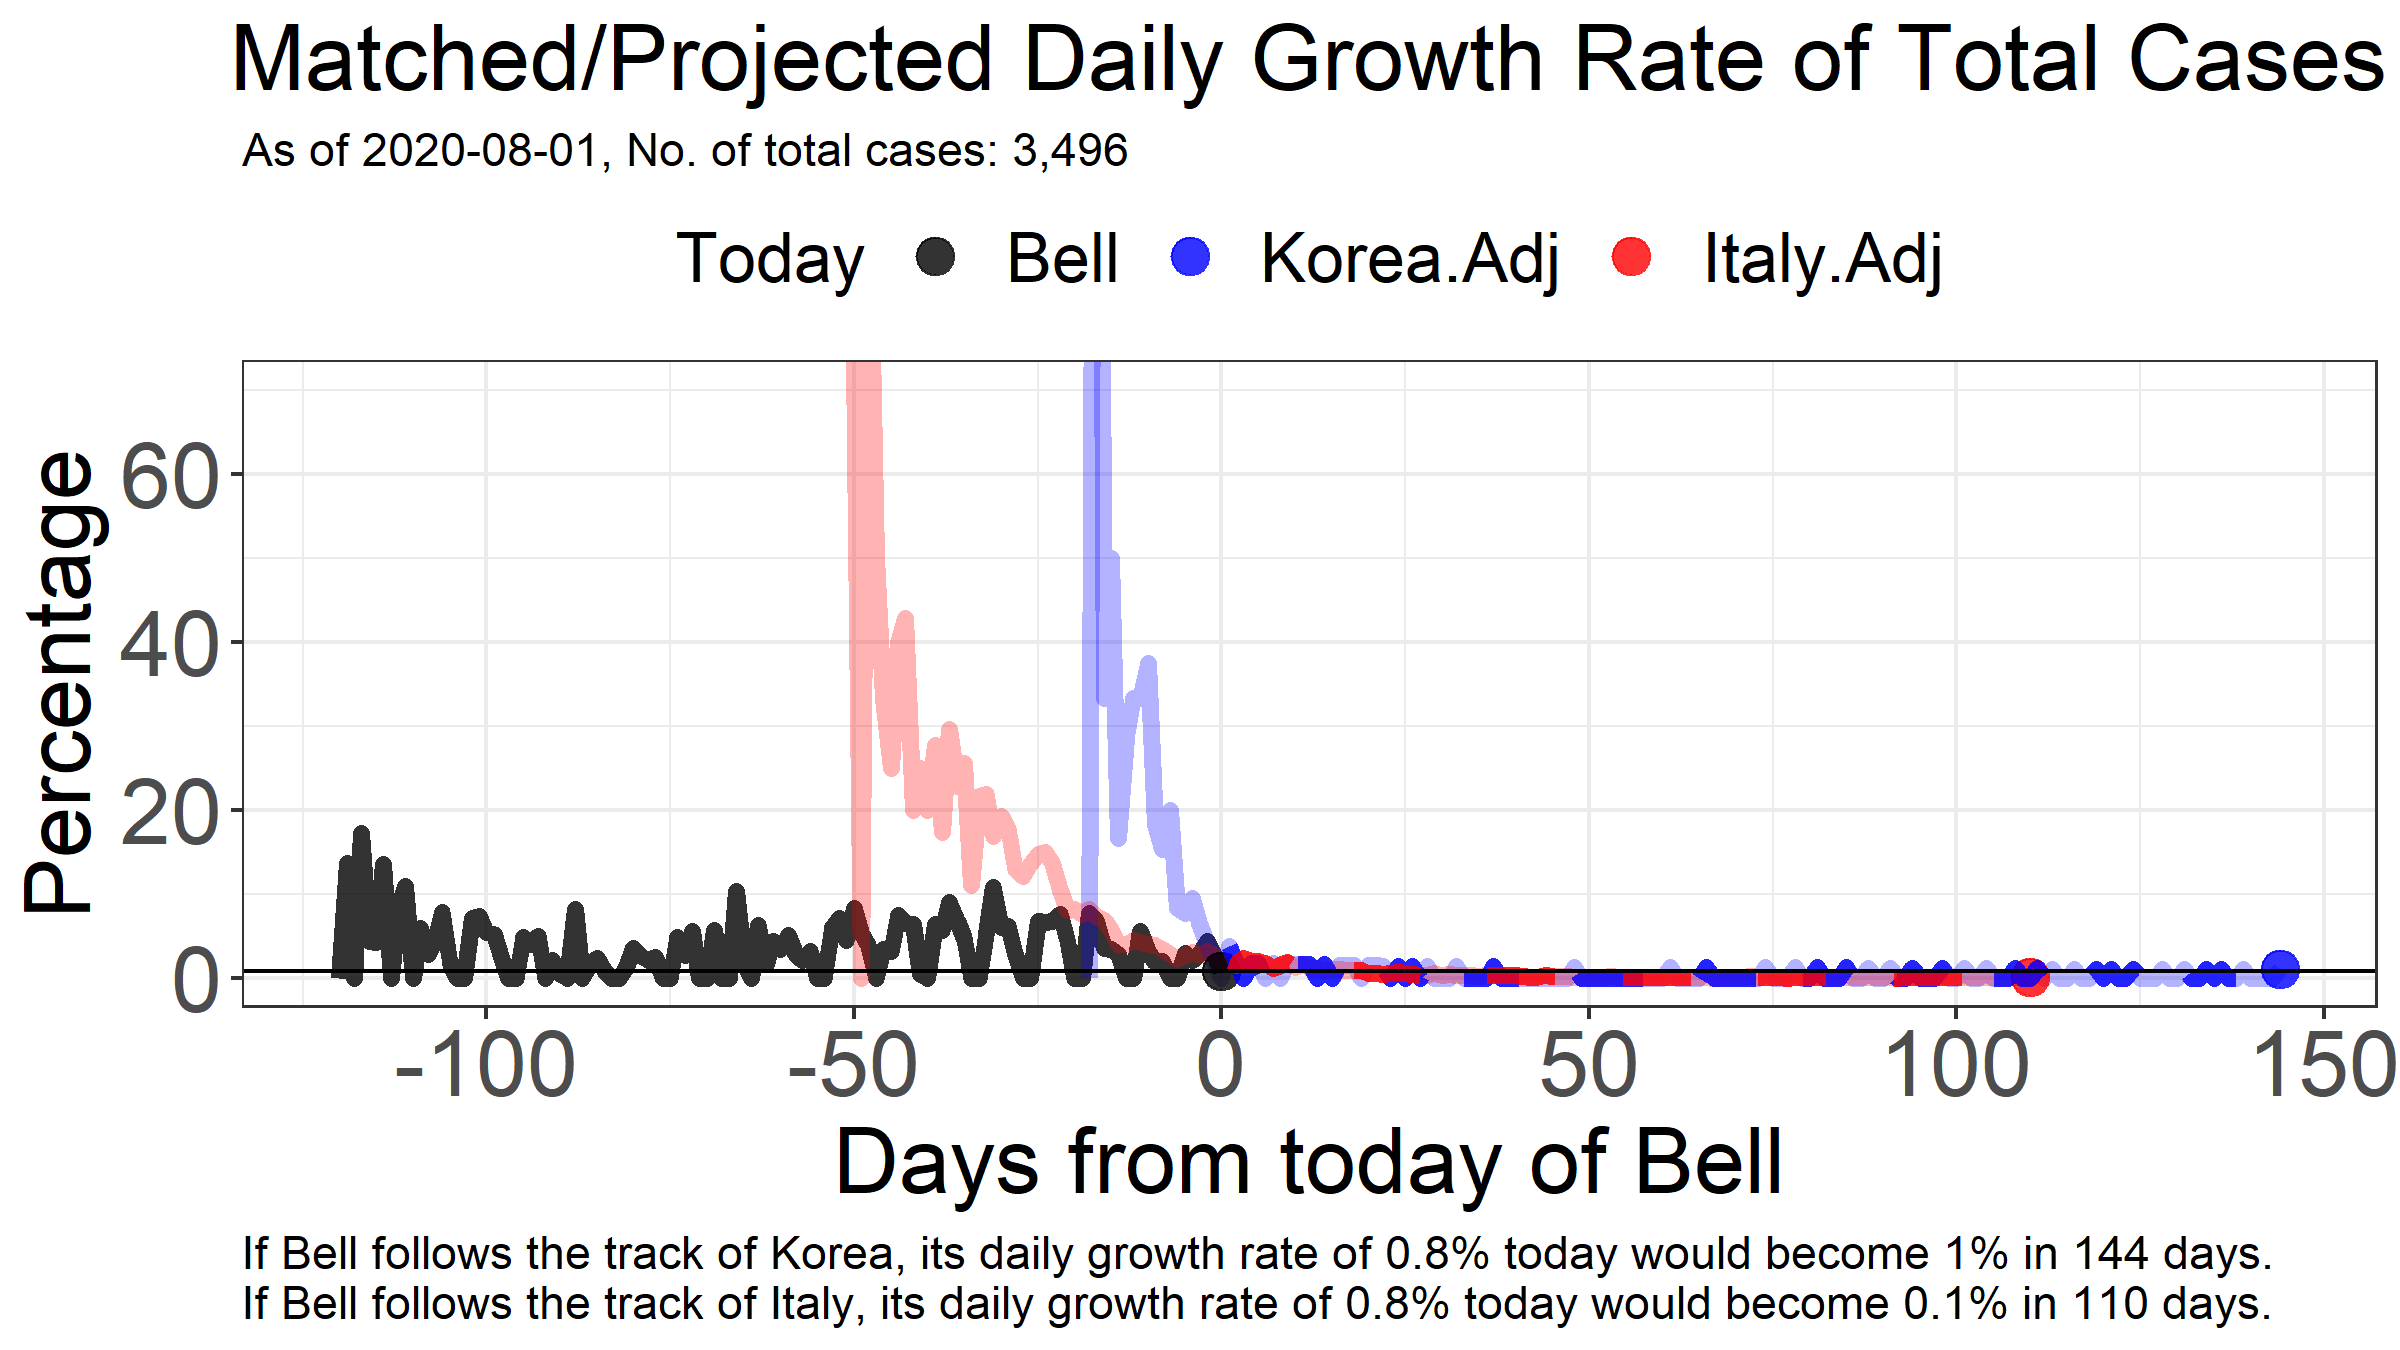 Matched/Projected Daily Growth Rate of Total Cases
As of 2020-08-01, No. of total cases: 3,496
Today Bell Korea.Adj Italy.Adj
Percentage
60
40
20
0
-100 -50 0 50 100 150
Days from today of Bell
If Bell follows the track of Korea, its daily growth rate of 0.8% today would become 1% in 144 days.
If Bell follows the track of Italy, its daily growth rate of 0.8% today would become 0.1% in 110 days.